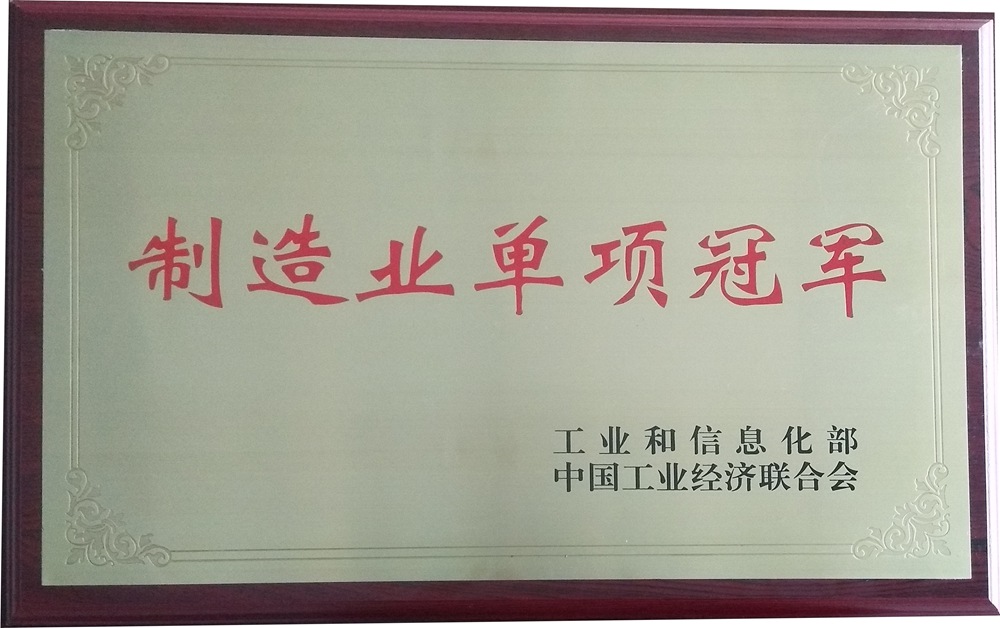 制造业单项冠军
工业和信息化部
中国工业经济联合会